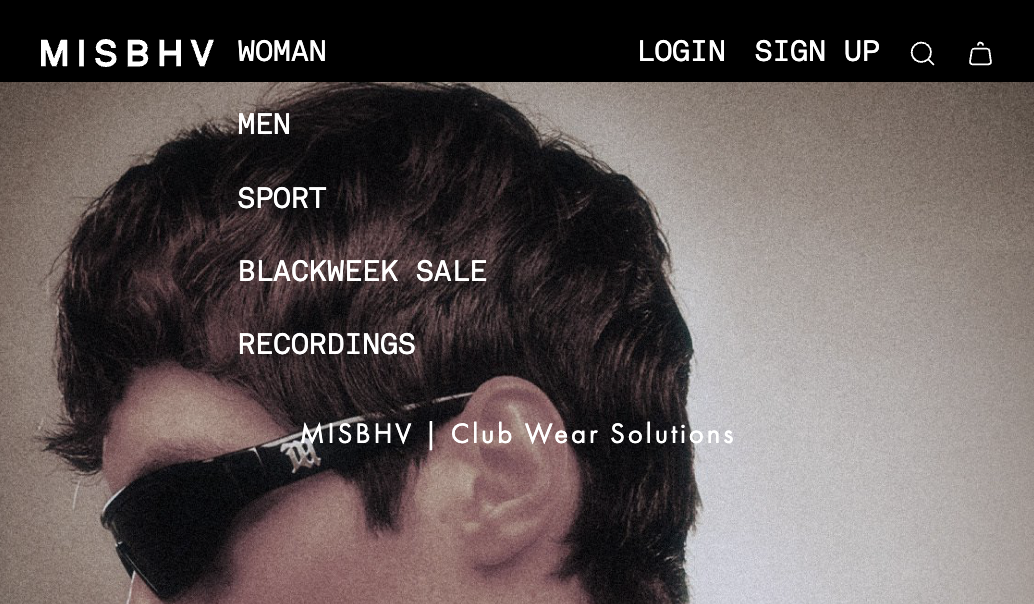 MISBHV WOMAN LOGIN SIGN UP
MEN
SPORT
BLACKWEEK SALE
RECORDINGS
MISBHV | Club Wear Solutions